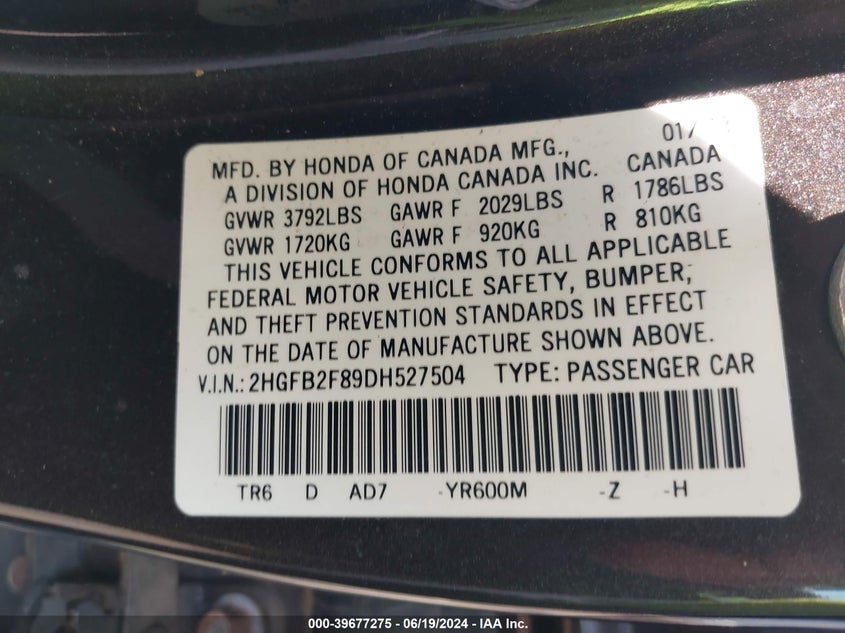 01/
MFD. BY HONDA OF CANADA MFG., CANADA
A DIVISION OF HONDA CANADA INC.
GVWR 3792LBS GAWR F 2029LBS R 1786LBS
GVWR 1720KG GAWR F 920KG R 810KG
THIS VEHICLE CONFORMS TO ALL APPLICABLE
FEDERAL MOTOR VEHICLE SAFETY, BUMPER,
AND THEFT PREVENTION STANDARDS IN EFFECT
ON THE DATE OF MANUFACTURE SHOWN ABOVE.
V.I.N.: 2HGFB2F89DH527504 TYPE: PASSENGER CAR
TR6 D AD7 -YR600M -Z -H
000-39677275 - 06/19/2024 - IAA Inc.